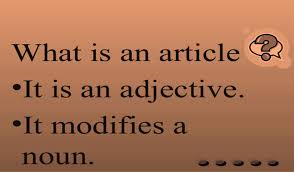 What is an article ?
•It is an adjective.
•It modifies a
noun.